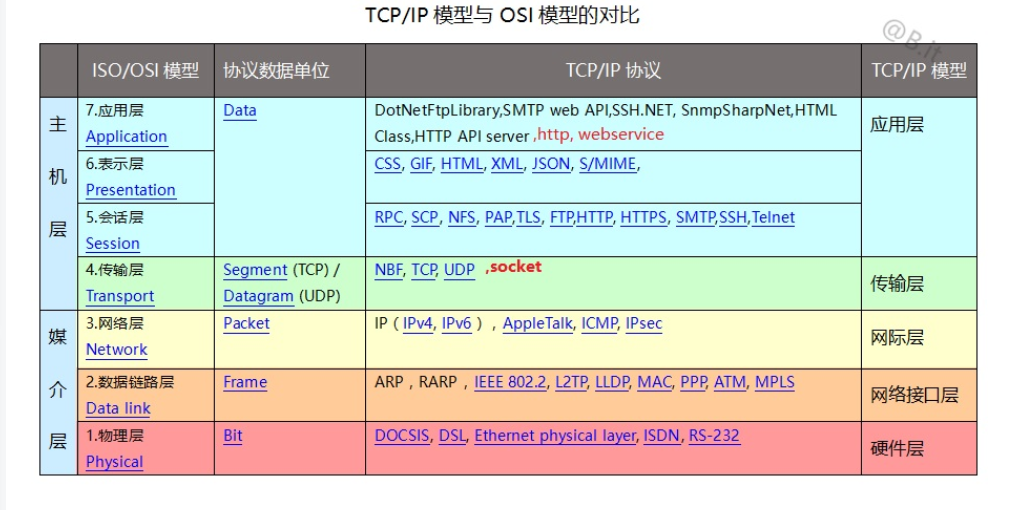 TCP/IP 模型与 OSI 模型的对比
@B.it
ISO/OSI 模型 协议数据单位 TCP/IP 协议 TCP/IP 模型
主机层
7.应用层
Application
Data
DotNetFtpLibrary,SMTP web API,SSH.NET, SnmpSharpNet,HTML
Class,HTTP API server ,http, webservice
应用层
6.表示层
Presentation
CSS, GIF, HTML, XML, JSON, S/MIME,
5.会话层
Session
RPC, SCP, NFS, PAP,TLS, FTP,HTTP, HTTPS, SMTP,SSH,Telnet
4.传输层
Transport
Segment (TCP) /
Datagram (UDP)
NBF, TCP, UDP ,socket
传输层
媒介层
3.网络层
Network
Packet
IP（IPv4, IPv6），AppleTalk, ICMP, IPsec
网际层
2.数据链路层
Data link
Frame
ARP，RARP，IEEE 802.2, L2TP, LLDP, MAC, PPP, ATM, MPLS
网络接口层
1.物理层
Physical
Bit
DOCSIS, DSL, Ethernet physical layer, ISDN, RS-232
硬件层